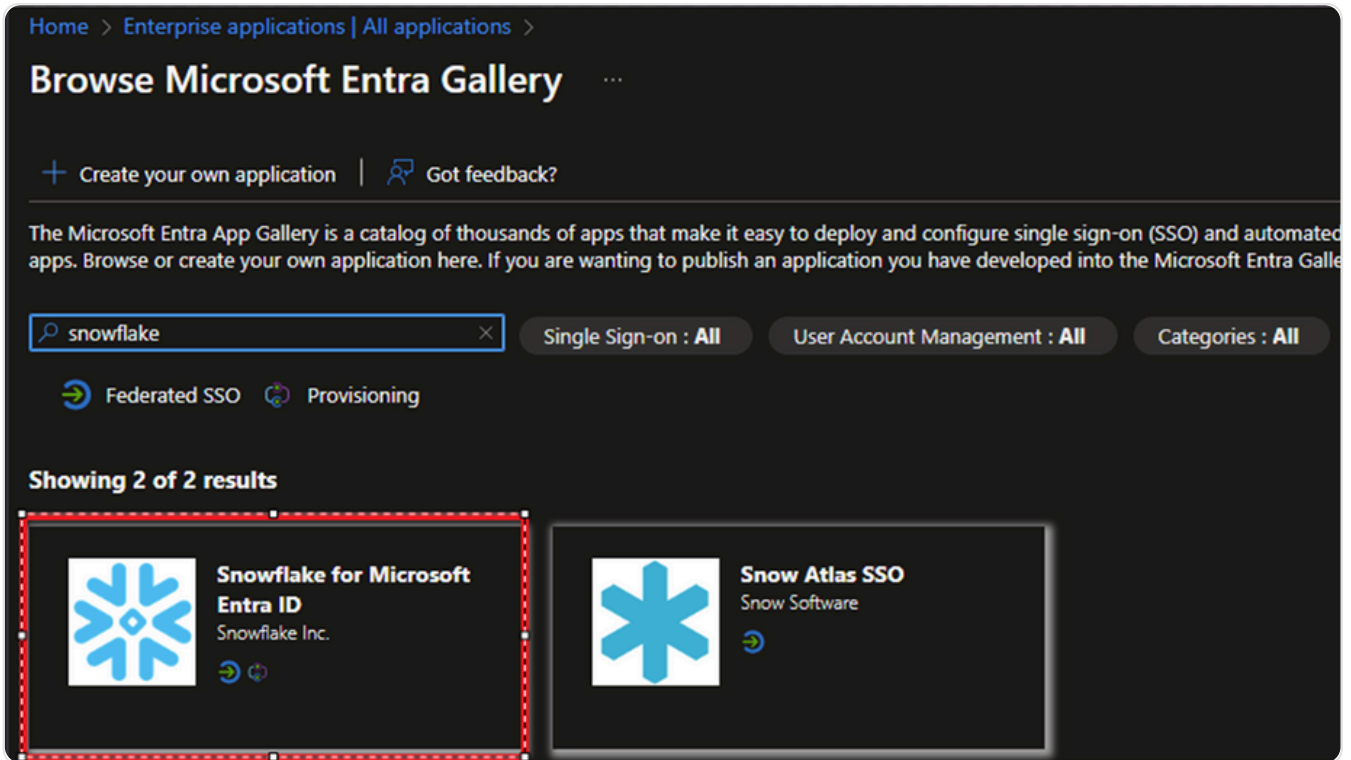 Home > Enterprise applications | All applications >
Browse Microsoft Entra Gallery ...
Create your own application | Got feedback?
The Microsoft Entra App Gallery is a catalog of thousands of apps that make it easy to deploy and configure single sign-on (SSO) and automated
apps. Browse or create your own application here. If you are wanting to publish an application you have developed into the Microsoft Entra Galle
snowflake
Single Sign-on : All
User Account Management : All
Categories : All
Federated SSO
Provisioning
Showing 2 of 2 results
Snowflake for Microsoft
Entra ID
Snowflake Inc.
Snow Atlas SSO
Snow Software